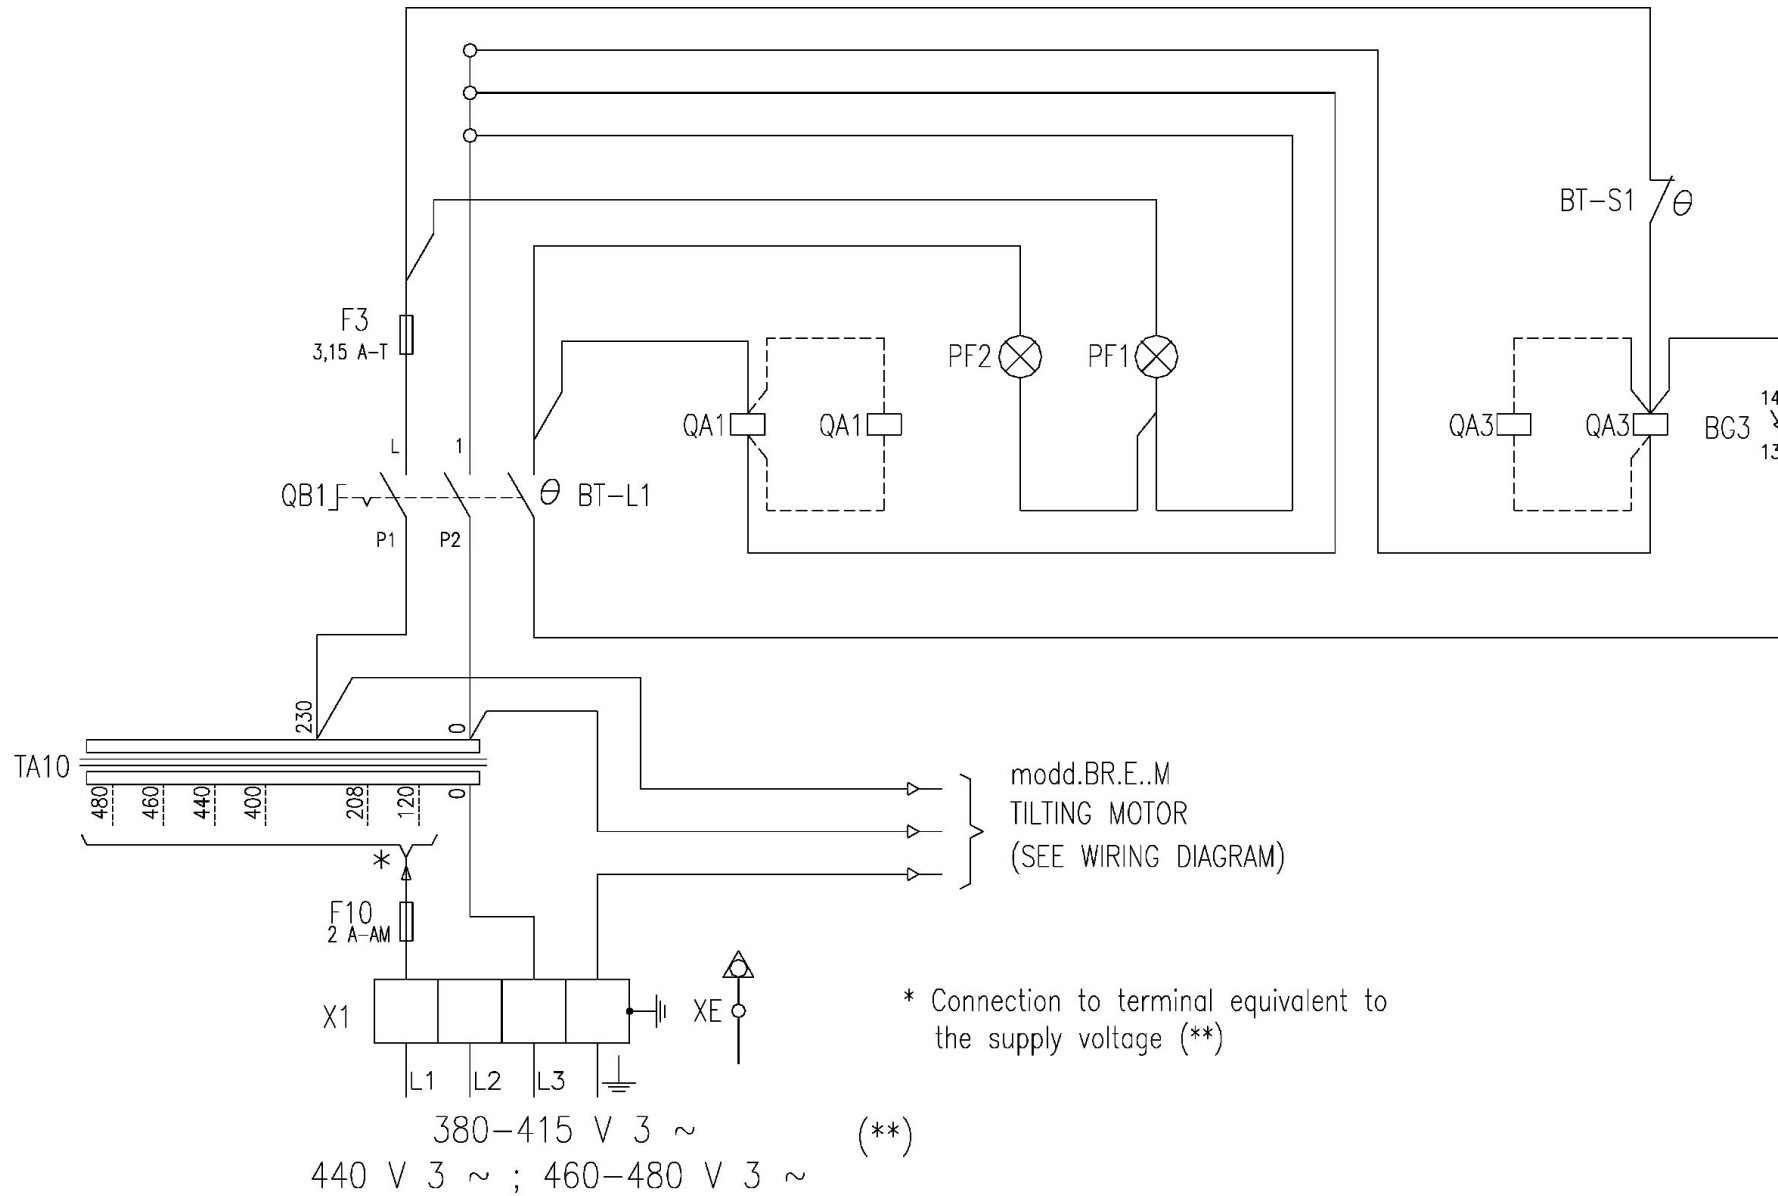 BT-S1 θ
F3
3,15 A-T
PF2
PF1
QA1
QA1
QA3
QA3
BG3
14
13
L
1
QB1
θ BT-L1
P1
P2
230
0
TA10
480
460
440
400
208
120
0
*
modd.BR.E..M
TILTING MOTOR
(SEE WIRING DIAGRAM)
F10
2 A-AM
X1
XE
* Connection to terminal equivalent to
the supply voltage (**)
L1
L2
L3
380-415 V 3 ~ (**)
440 V 3 ~ ; 460-480 V 3 ~